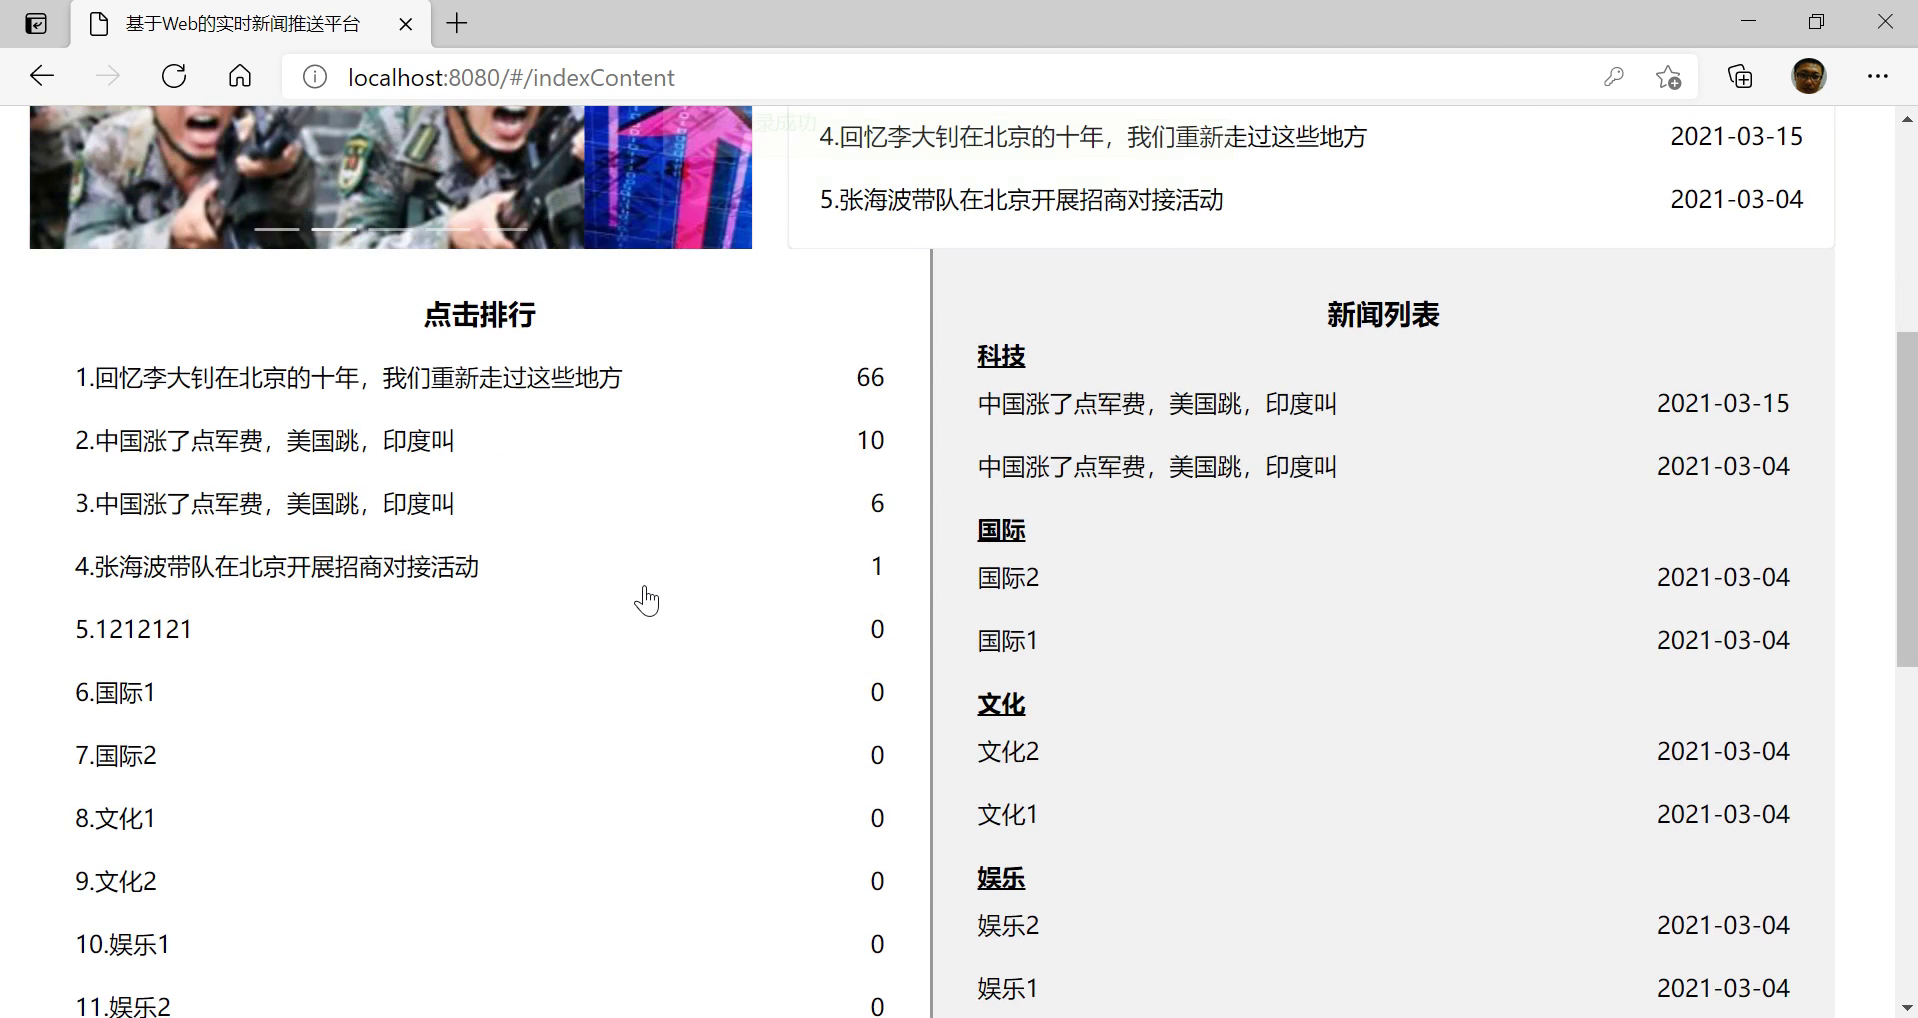 基于Web的实时新闻推送平台
localhost:8080/#/indexContent
录成功
4.回忆李大钊在北京的十年，我们重新走过这些地方 2021-03-15
5.张海波带队在北京开展招商对接活动 2021-03-04
点击排行
1.回忆李大钊在北京的十年，我们重新走过这些地方 66
2.中国涨了点军费，美国跳，印度叫 10
3.中国涨了点军费，美国跳，印度叫 6
4.张海波带队在北京开展招商对接活动 1
5.1212121 0
6.国际1 0
7.国际2 0
8.文化1 0
9.文化2 0
10.娱乐1 0
11.娱乐2 0
新闻列表
科技
中国涨了点军费，美国跳，印度叫 2021-03-15
中国涨了点军费，美国跳，印度叫 2021-03-04
国际
国际2 2021-03-04
国际1 2021-03-04
文化
文化2 2021-03-04
文化1 2021-03-04
娱乐
娱乐2 2021-03-04
娱乐1 2021-03-04